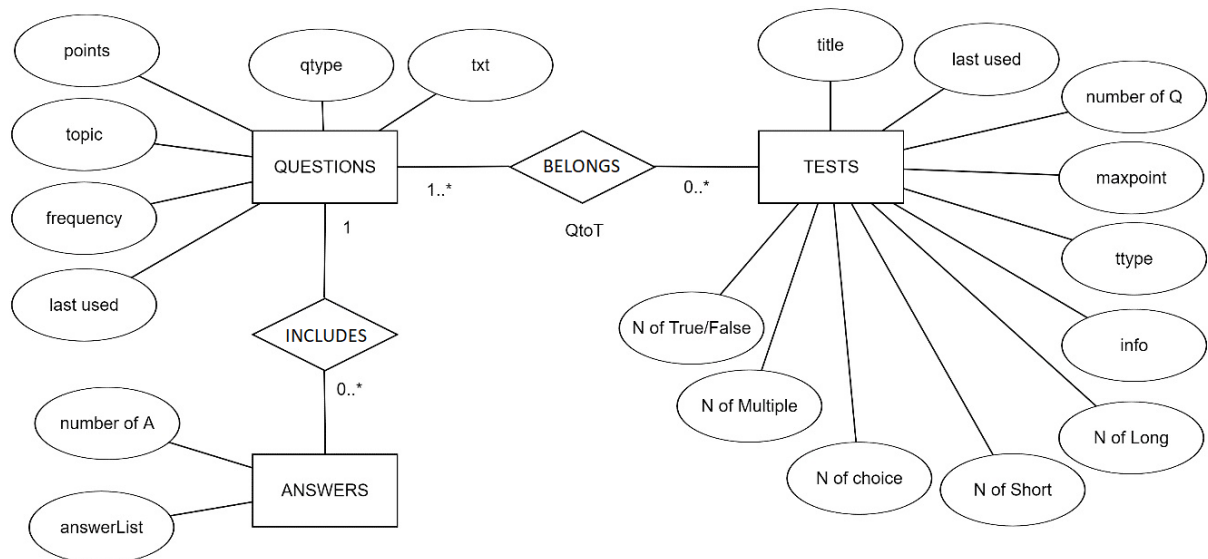 points
qtype
txt
title
last used
number of Q
topic
QUESTIONS
BELONGS
TESTS
maxpoint
1..*
0..*
frequency
1
QtoT
ttype
last used
N of True/False
info
INCLUDES
0..*
N of Multiple
number of A
N of Long
N of choice
N of Short
ANSWERS
answerList